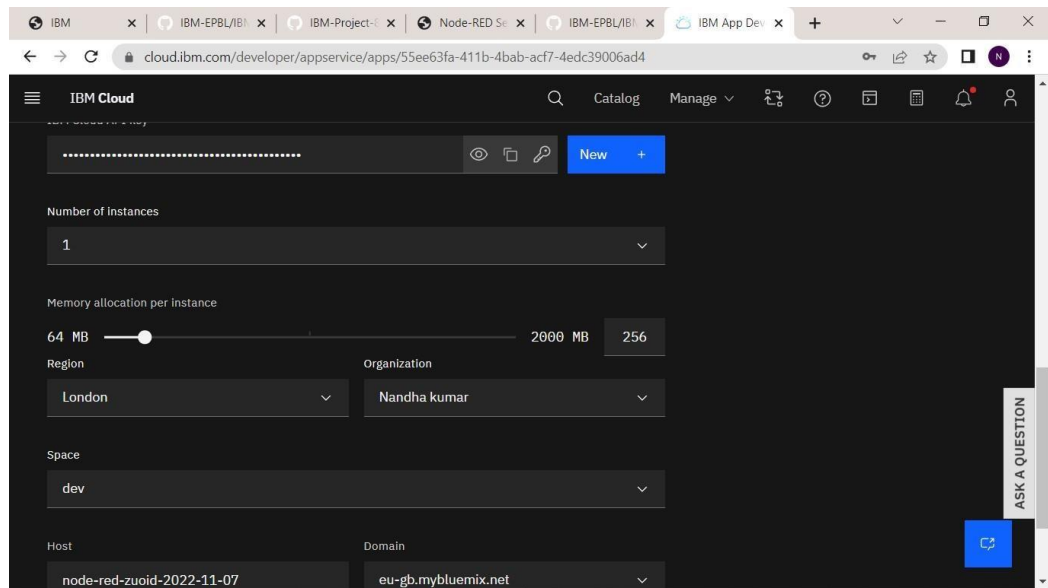 IBM
IBM-EPBL/IBM
IBM-Project-
Node-RED Se
IBM-EPBL/IBM
IBM App Dev
cloud.ibm.com/developer/appservice/apps/55ee63fa-411b-4bab-acf7-4edc39006ad4
N
IBM Cloud
Catalog
Manage
New +
Number of instances
1
Memory allocation per instance
64 MB 2000 MB 256
Region Organization
London Nandha kumar
Space
dev
Host Domain
node-red-zuoid-2022-11-07 eu-gb.mybluemix.net
ASK A QUESTION